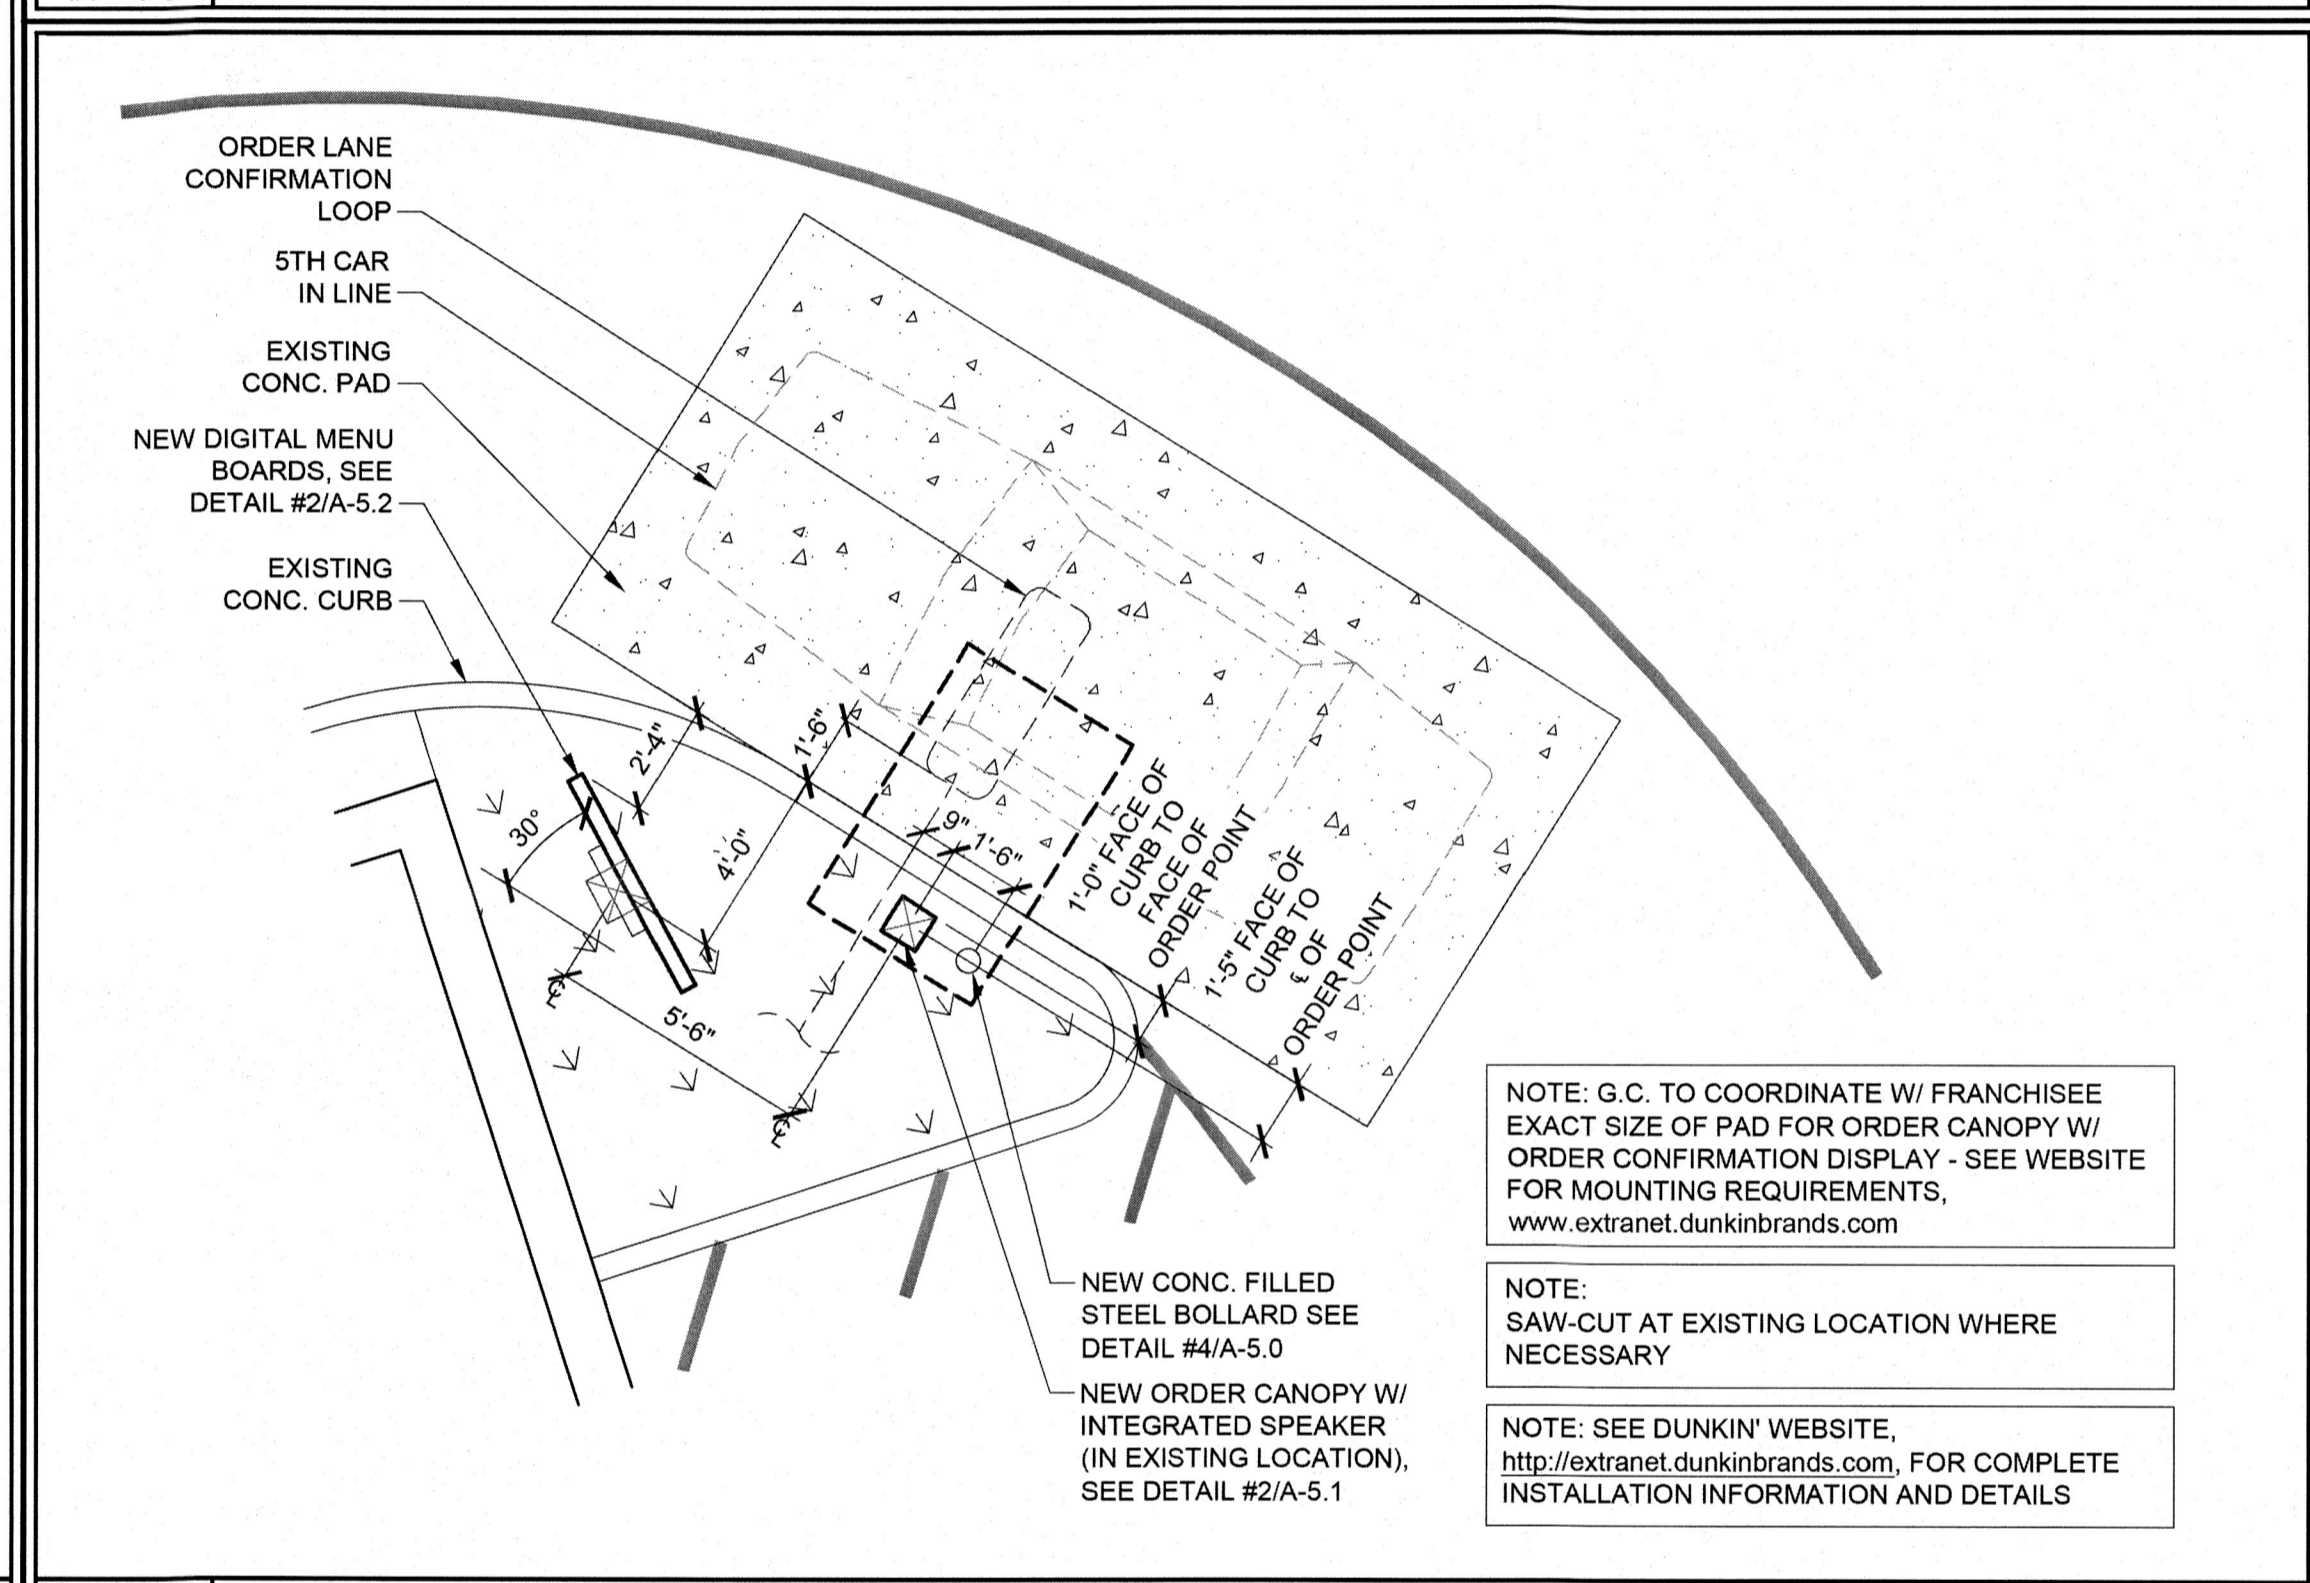 ORDER LANE
CONFIRMATION
LOOP
5TH CAR
IN LINE
EXISTING
CONC. PAD
NEW DIGITAL MENU
BOARDS, SEE
DETAIL #2/A-5.2
EXISTING
CONC. CURB
2'-4"
1'-6"
30°
4'-0"
9"
1'-6"
5'-6"
℄
℄
1'-0" FACE OF
CURB TO
FACE OF
ORDER POINT
1'-5" FACE OF
CURB TO
℄ OF
ORDER POINT
NEW CONC. FILLED
STEEL BOLLARD SEE
DETAIL #4/A-5.0
NEW ORDER CANOPY W/
INTEGRATED SPEAKER
(IN EXISTING LOCATION),
SEE DETAIL #2/A-5.1
NOTE: G.C. TO COORDINATE W/ FRANCHISEE
EXACT SIZE OF PAD FOR ORDER CANOPY W/
ORDER CONFIRMATION DISPLAY - SEE WEBSITE
FOR MOUNTING REQUIREMENTS,
www.extranet.dunkinbrands.com
NOTE:
SAW-CUT AT EXISTING LOCATION WHERE
NECESSARY
NOTE: SEE DUNKIN' WEBSITE,
http://extranet.dunkinbrands.com, FOR COMPLETE
INSTALLATION INFORMATION AND DETAILS